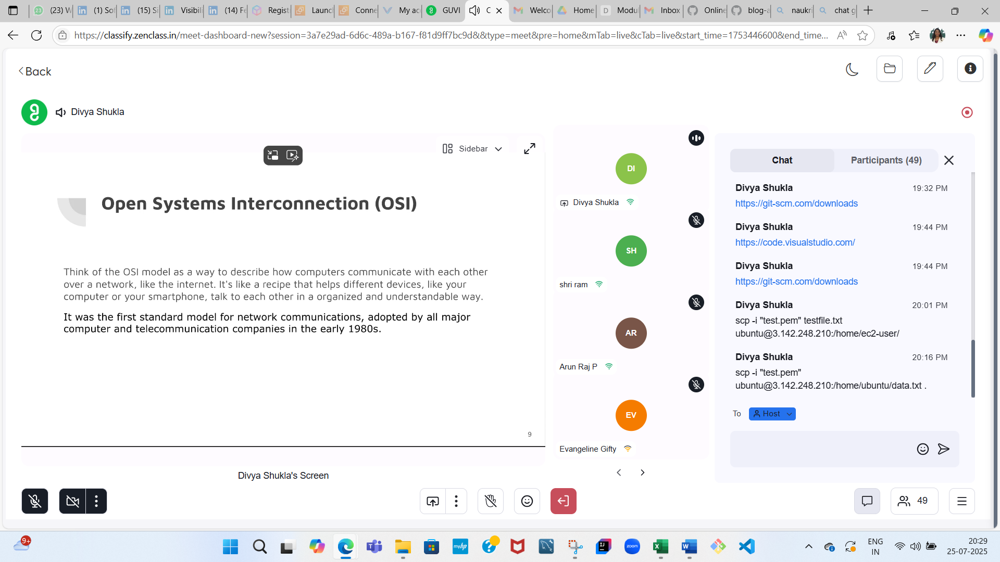 (23) W
(1) Sof
(15) Si
Visibili
(14) Fe
Regist
Launc
Conne
My ac
GUVI
C
Welco
Home
Modul
Inbox
Online
blog-a
naukri
chat g
https://classify.zenclass.in/meet-dashboard-new?session=3a7e29ad-6d6c-489a-b167-f81d9ff7bc9d&&type=meet&pre=home&mTab=live&cTab=live&start_time=1753446600&end_time...
Back
Divya Shukla
Sidebar
Open Systems Interconnection (OSI)
Think of the OSI model as a way to describe how computers communicate with each other
over a network, like the internet. It's like a recipe that helps different devices, like your
computer or your smartphone, talk to each other in a organized and understandable way.
It was the first standard model for network communications, adopted by all major
computer and telecommunication companies in the early 1980s.
9
Divya Shukla's Screen
DI
Divya Shukla
SH
shri ram
AR
Arun Raj P
EV
Evangeline Gifty
Chat
Participants (49)
Divya Shukla 19:32 PM
https://git-scm.com/downloads
Divya Shukla 19:44 PM
https://code.visualstudio.com/
Divya Shukla 19:44 PM
https://git-scm.com/downloads
Divya Shukla 20:01 PM
scp -i "test.pem" testfile.txt
ubuntu@3.142.248.210:/home/ec2-user/
Divya Shukla 20:16 PM
scp -i "test.pem"
ubuntu@3.142.248.210:/home/ubuntu/data.txt .
To Host
49
9+
myhp
IJ
zoom
ENG
IN
20:29
25-07-2025